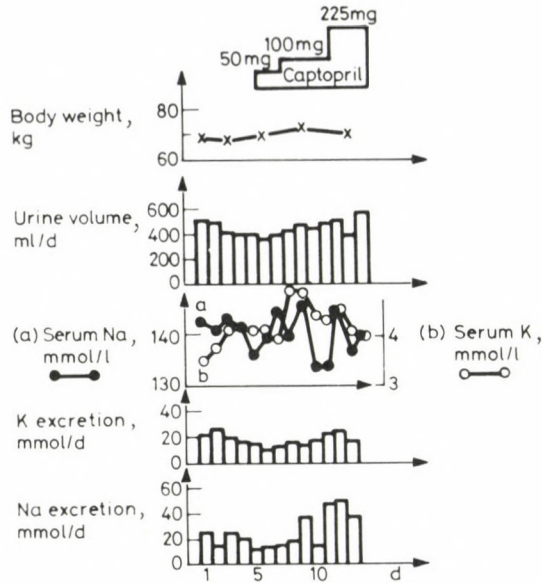 225mg
100mg
50mg
Captopril
Body weight,
kg
80
60
Urine volume,
ml/d
600
400
200
0
(a) Serum Na,
mmol/l
140
130
a
b
4
3
(b) Serum K,
mmol/l
K excretion,
mmol/d
40
20
0
Na excretion,
mmol/d
60
40
20
0
1
5
10
d